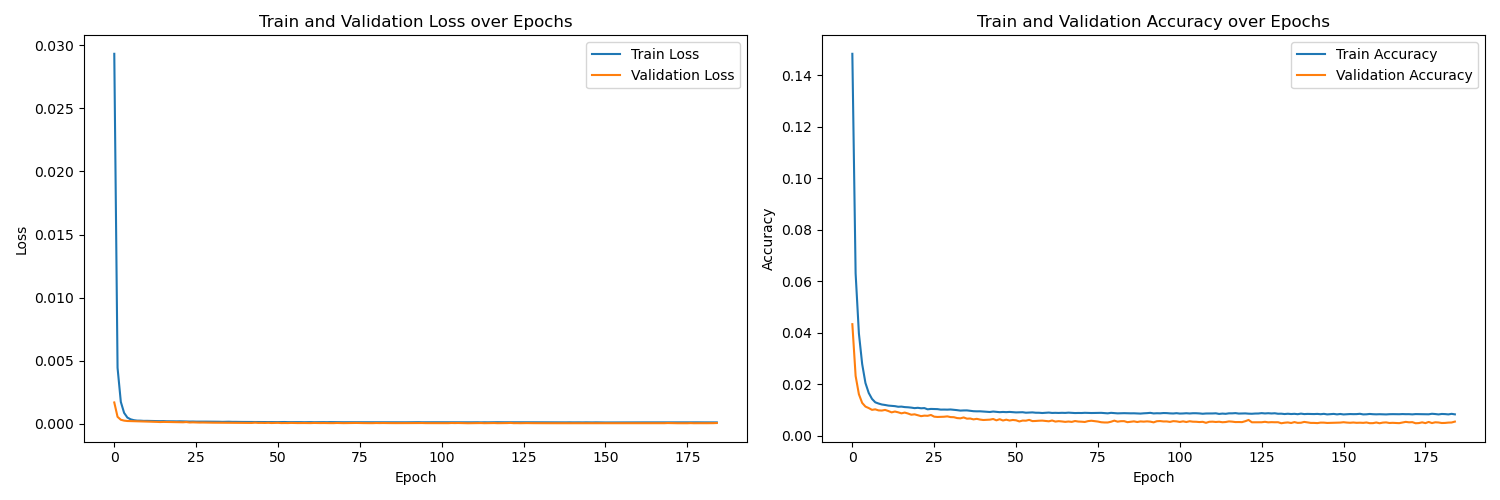 Train and Validation Loss over Epochs
0.030
0.025
0.020
0.015
0.010
0.005
0.000
Loss
Train Loss
Validation Loss
0 25 50 75 100 125 150 175
Epoch
Train and Validation Accuracy over Epochs
0.14
0.12
0.10
0.08
0.06
0.04
0.02
0.00
Accuracy
Train Accuracy
Validation Accuracy
0 25 50 75 100 125 150 175
Epoch